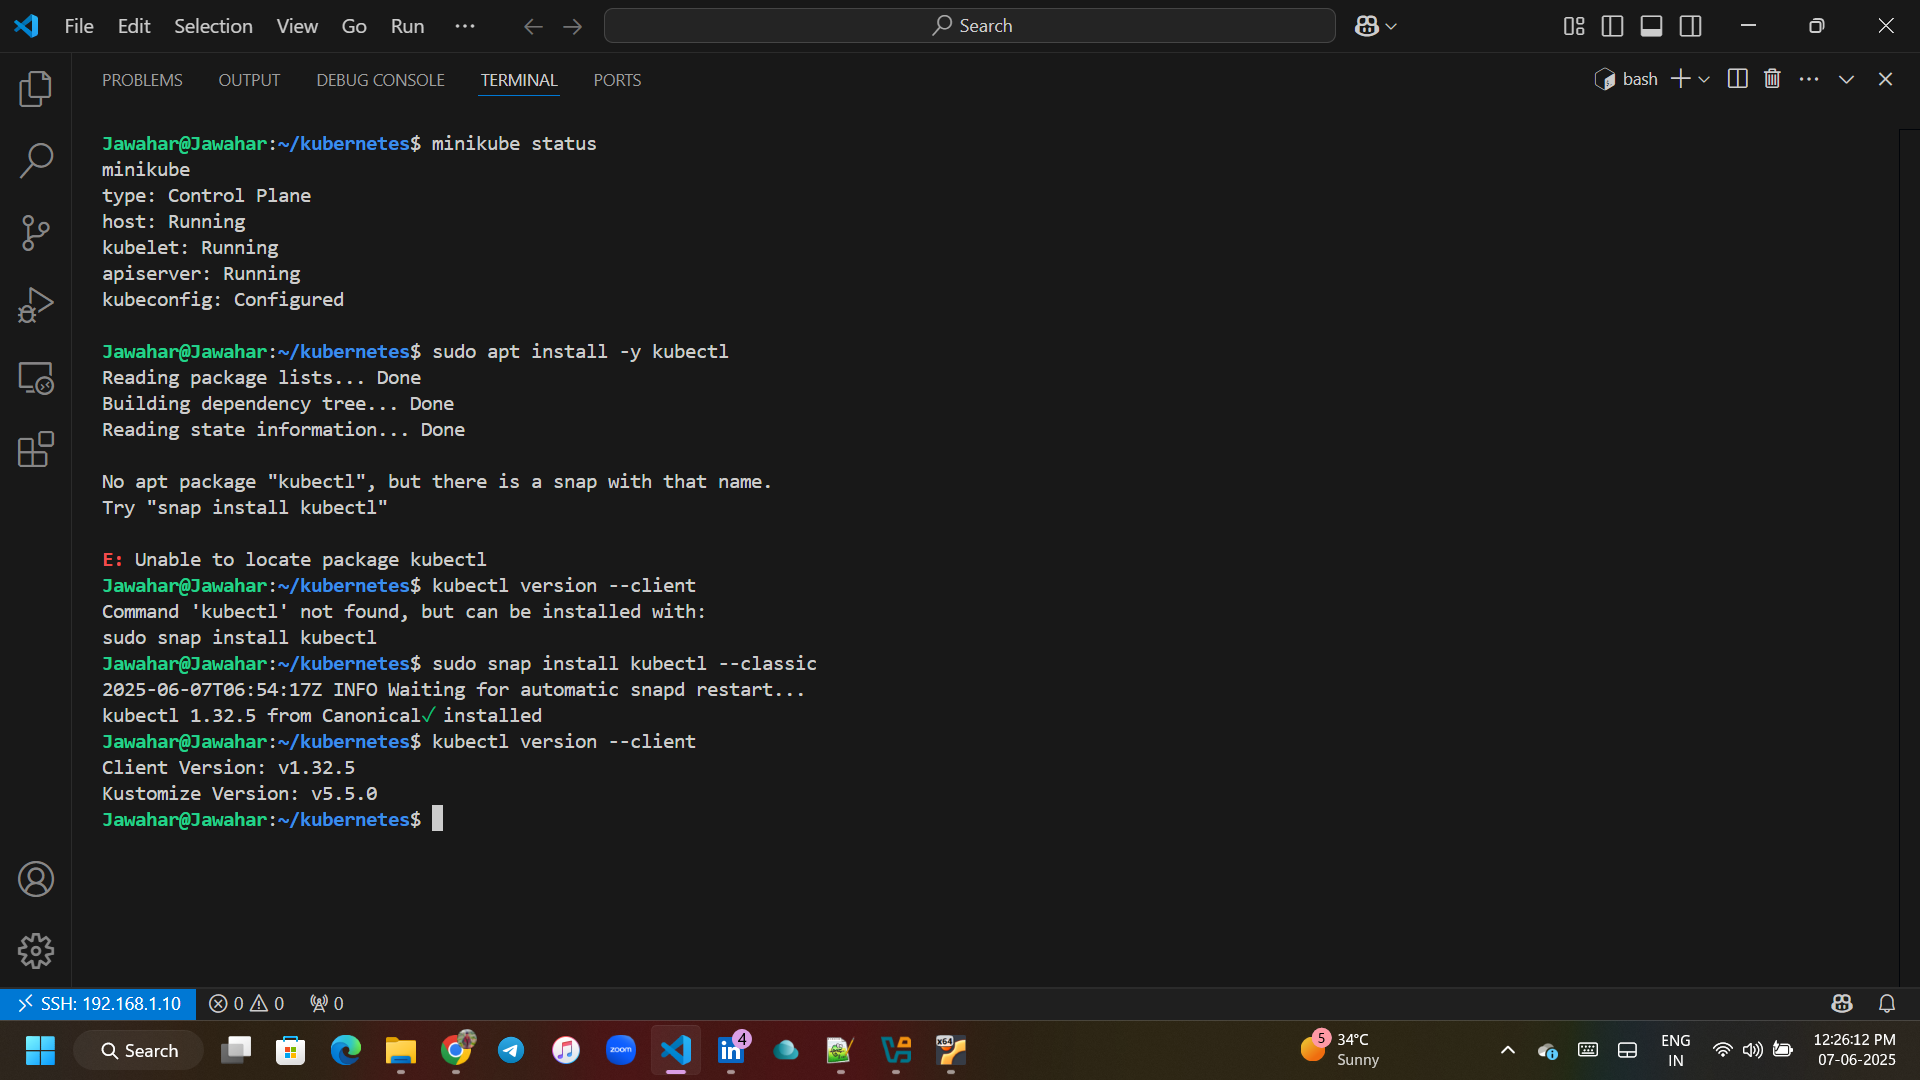 File Edit Selection View Go Run ··· Search
PROBLEMS OUTPUT DEBUG CONSOLE TERMINAL PORTS bash
Jawahar@Jawahar:~/kubernetes$ minikube status
minikube
type: Control Plane
host: Running
kubelet: Running
apiserver: Running
kubeconfig: Configured
Jawahar@Jawahar:~/kubernetes$ sudo apt install -y kubectl
Reading package lists... Done
Building dependency tree... Done
Reading state information... Done
No apt package "kubectl", but there is a snap with that name.
Try "snap install kubectl"
E: Unable to locate package kubectl
Jawahar@Jawahar:~/kubernetes$ kubectl version --client
Command 'kubectl' not found, but can be installed with:
sudo snap install kubectl
Jawahar@Jawahar:~/kubernetes$ sudo snap install kubectl --classic
2025-06-07T06:54:17Z INFO Waiting for automatic snapd restart...
kubectl 1.32.5 from Canonical✓ installed
Jawahar@Jawahar:~/kubernetes$ kubectl version --client
Client Version: v1.32.5
Kustomize Version: v5.5.0
Jawahar@Jawahar:~/kubernetes$
SSH: 192.168.1.10 0 0 0
Search zoom in 4 x64 5 34°C ENG 12:26:12 PM
Sunny IN 07-06-2025